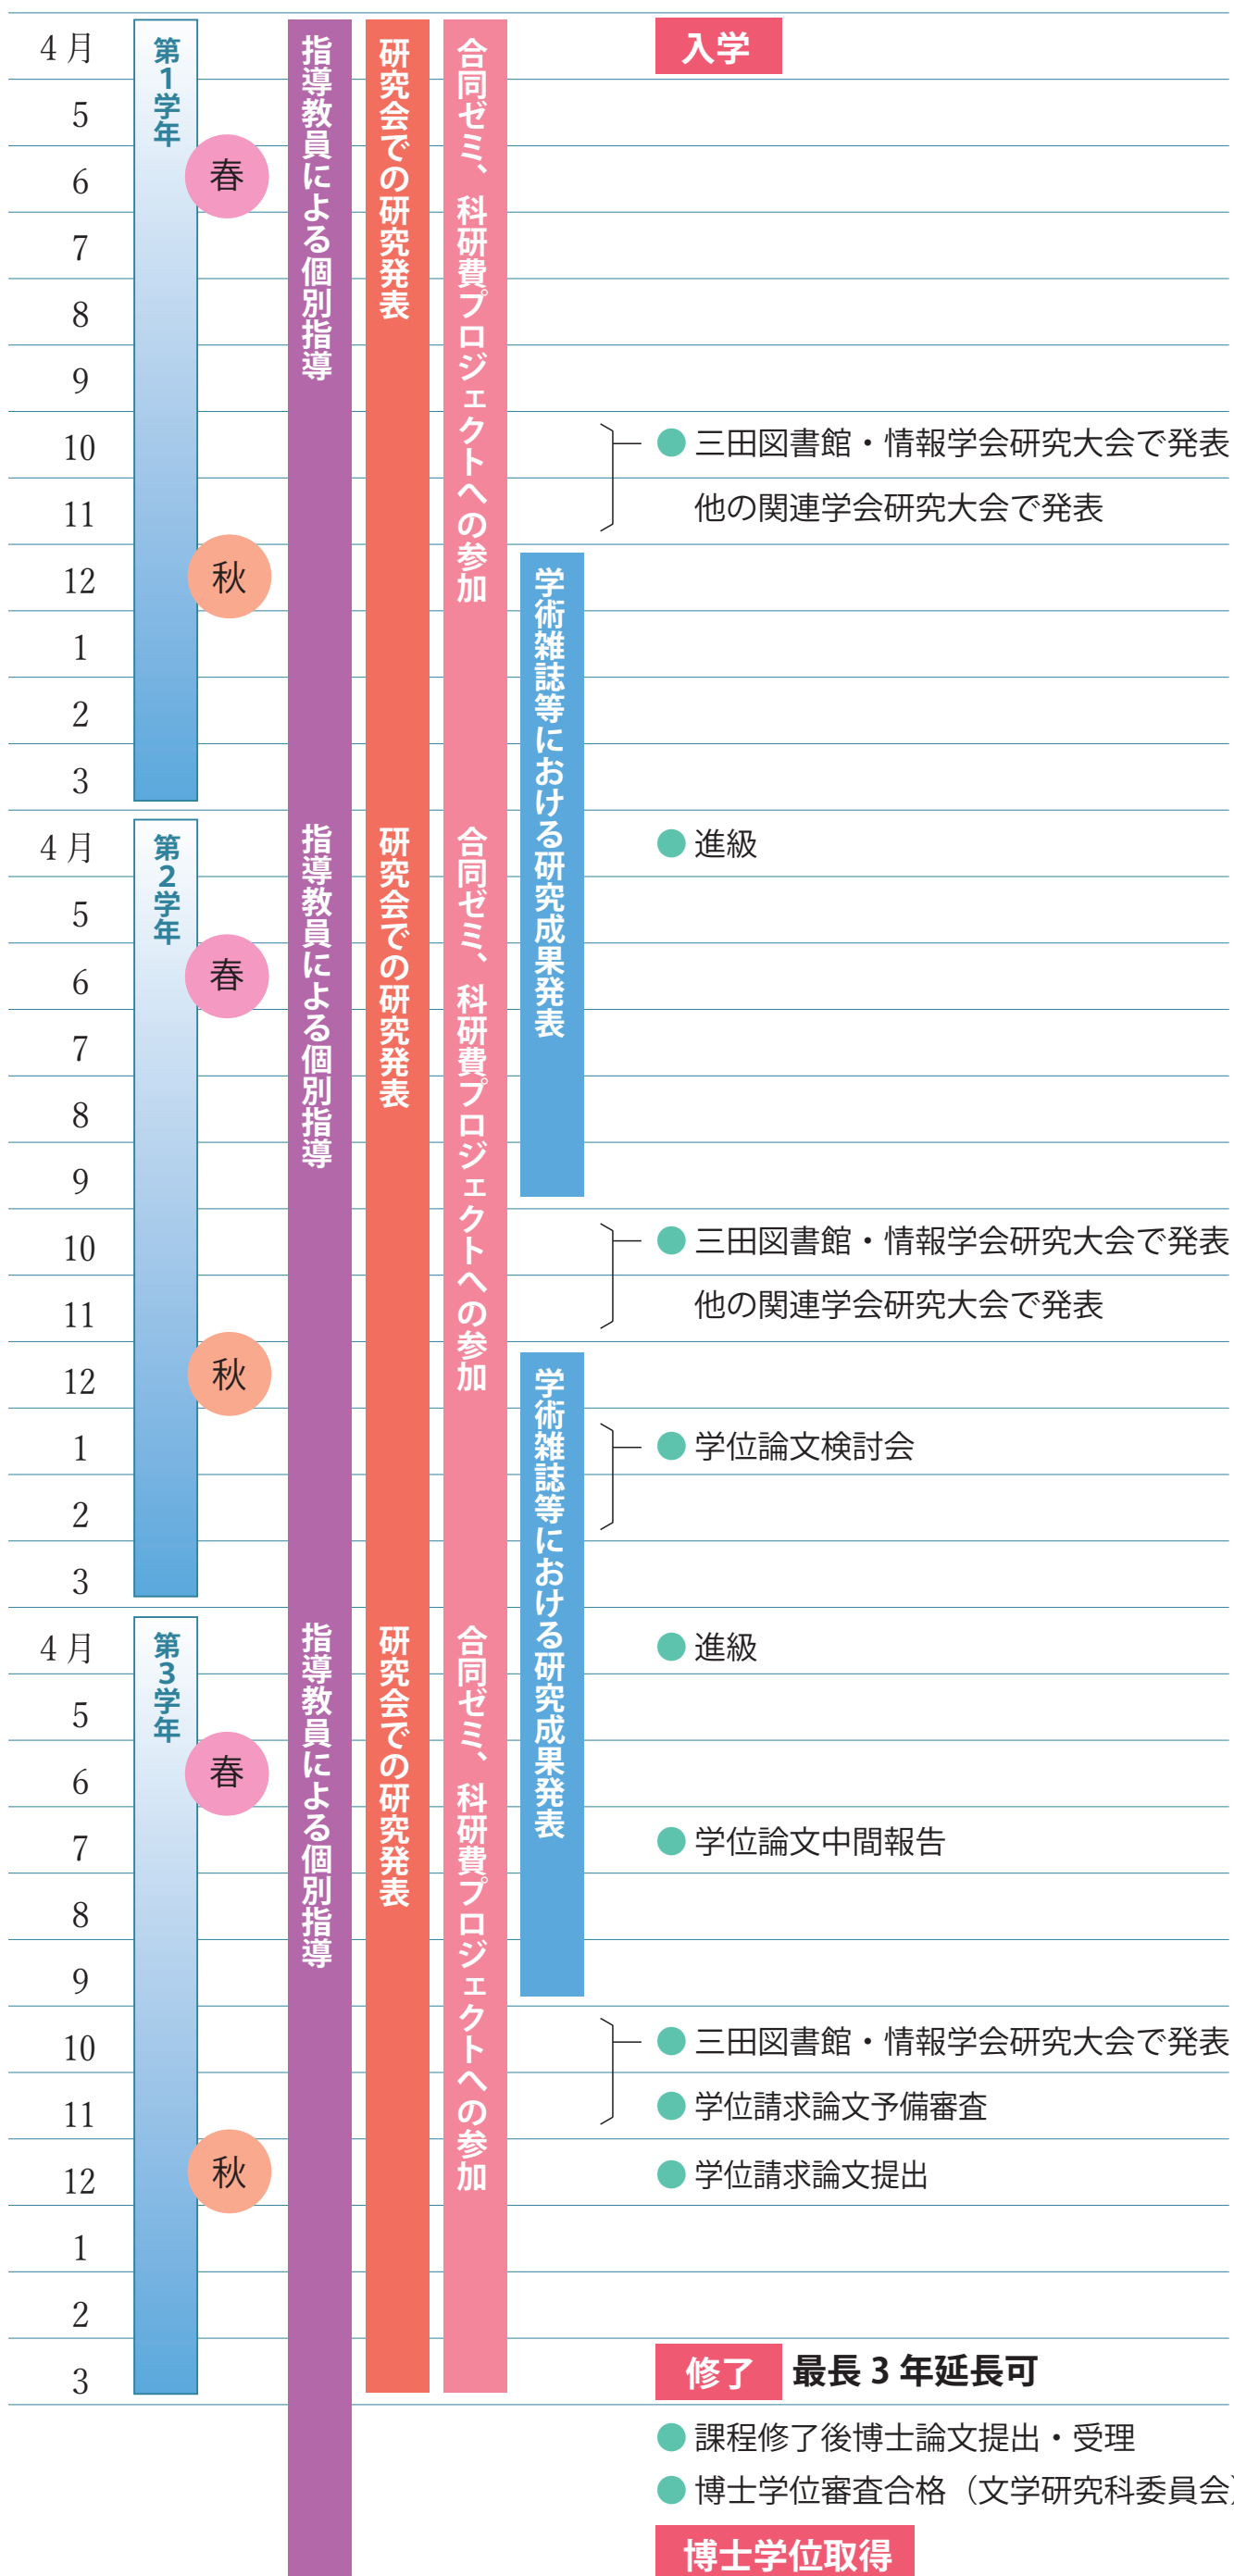 4 月
第1学年
指導教員による個別指導
研究会での研究発表
合同ゼミ、科研費プロジェクトへの参加
入学
5
春
6
7
8
9
10
三田図書館・情報学会研究大会で発表
11
他の関連学会研究大会で発表
12
秋
学術雑誌等における研究成果発表
1
2
3
4 月
第2学年
指導教員による個別指導
研究会での研究発表
合同ゼミ、科研費プロジェクトへの参加
進級
5
春
6
7
8
9
10
三田図書館・情報学会研究大会で発表
11
他の関連学会研究大会で発表
12
秋
学術雑誌等における研究成果発表
1
学位論文検討会
2
3
4 月
第3学年
指導教員による個別指導
研究会での研究発表
合同ゼミ、科研費プロジェクトへの参加
進級
5
春
6
7
学位論文中間報告
8
9
10
三田図書館・情報学会研究大会で発表
11
学位請求論文予備審査
12
秋
学位請求論文提出
1
2
3
修了 最長 3 年延長可
課程修了後博士論文提出・受理
博士学位審査合格（文学研究科委員会）
博士学位取得